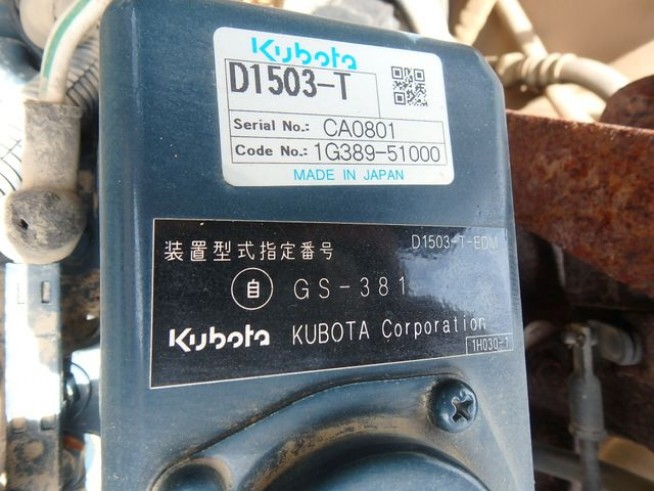 Kubota
D1503-T
Serial No.: CA0801
Code No.: 1G389-51000
MADE IN JAPAN
装置型式指定番号 D1503-T-EDM
自 GS-381
Kubota KUBOTA Corporation
1H030-1